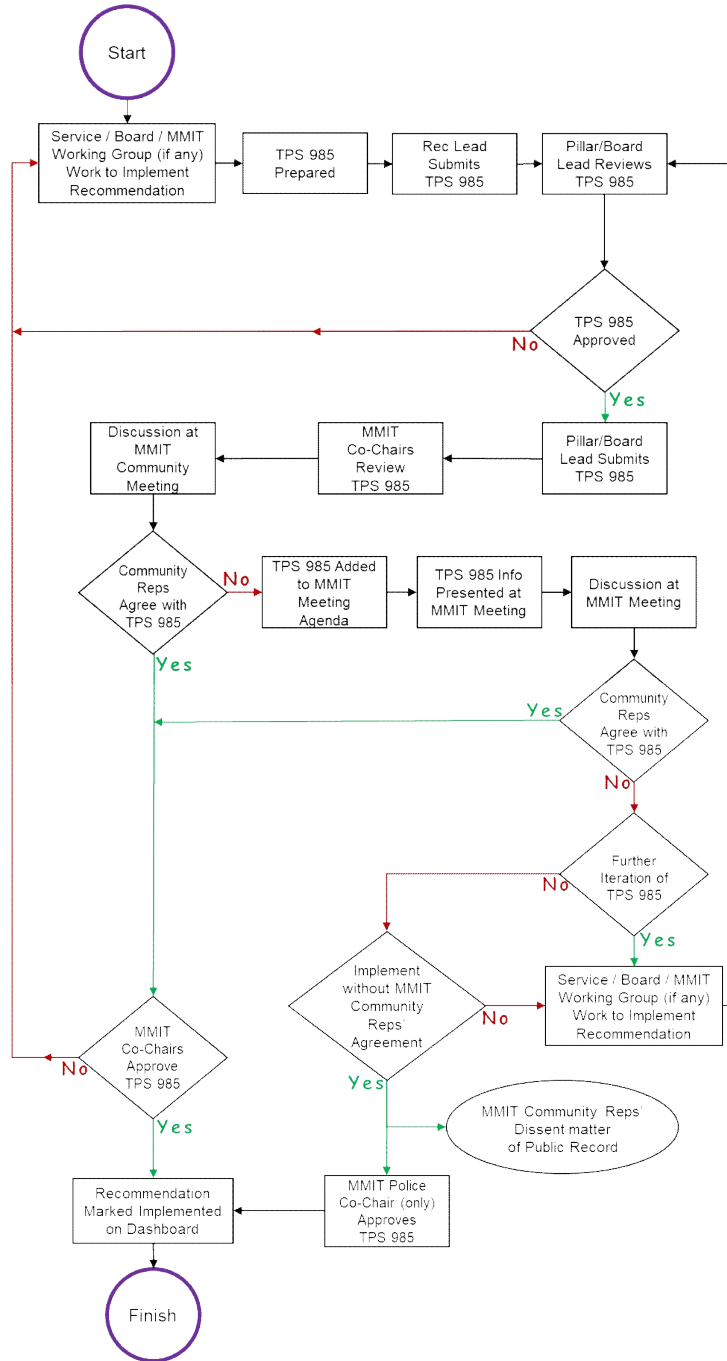 Start
Service / Board / MMIT
Working Group (if any)
Work to Implement
Recommendation
TPS 985
Prepared
Rec Lead
Submits
TPS 985
Pillar/Board
Lead Reviews
TPS 985
TPS 985
Approved
No
Yes
Discussion at
MMIT
Community
Meeting
MMIT
Co-Chairs
Review
TPS 985
Pillar/Board
Lead Submits
TPS 985
Community
Reps
Agree with
TPS 985
No
Yes
TPS 985 Added
to MMIT
Meeting
Agenda
TPS 985 Info
Presented at
MMIT Meeting
Discussion at
MMIT Meeting
Community
Reps
Agree with
TPS 985
Yes
No
Further
Iteration of
TPS 985
No
Yes
Implement
without MMIT
Community
Reps'
Agreement
No
Yes
Service / Board / MMIT
Working Group (if any)
Work to Implement
Recommendation
MMIT
Co-Chairs
Approve
TPS 985
No
Yes
MMIT Community Reps'
Dissent matter
of Public Record
Recommendation
Marked Implemented
on Dashboard
MMIT Police
Co-Chair (only)
Approves
TPS 985
Finish